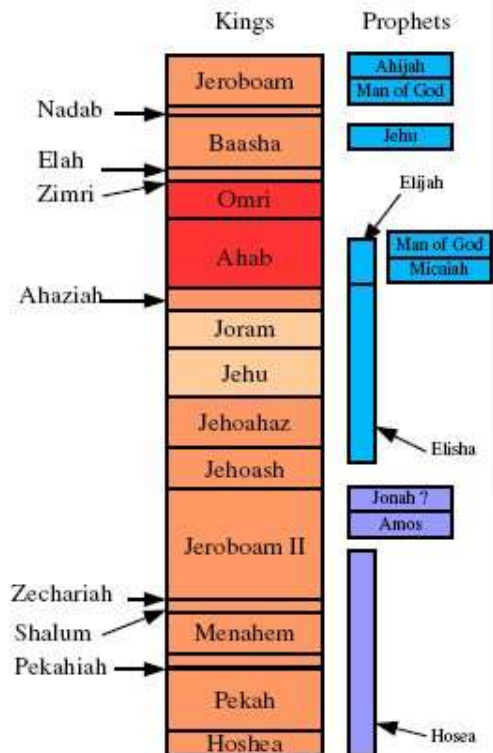 Kings
Prophets
Jeroboam
Ahijah
Man of God
Nadab
Baasha
Jehu
Elah
Zimri
Omri
Elijah
Ahab
Man of God
Micaiah
Ahaziah
Joram
Jehu
Jehoahaz
Elisha
Jehoash
Jonah ?
Amos
Jeroboam II
Zechariah
Shalum
Menahem
Pekahiah
Pekah
Hoshea
Hosea